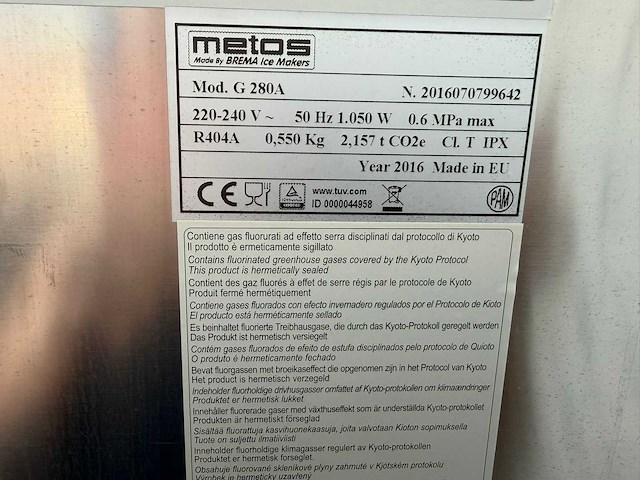 metos
Made By BREMA Ice Makers
Mod. G 280A N. 2016070799642
220-240 V ~ 50 Hz 1.050 W 0.6 MPa max
R404A 0,550 Kg 2,157 t CO2e Cl. T IPX
Year 2016 Made in EU
CE www.tuv.com
ID 0000044958
PAM
Contiene gas fluorurati ad effetto serra disciplinati dal protocollo di Kyoto
Il prodotto è ermeticamente sigillato
Contains fluorinated greenhouse gases covered by the Kyoto Protocol
This product is hermetically sealed
Contient des gaz fluorés à effet de serre régis par le protocole de Kyoto
Produit fermé hermétiquement
Contiene gases fluorados con efecto invernadero regulados por el Protocolo de Kioto
El producto está herméticamente sellado
Es beinhaltet fluorierte Treibhausgase, die durch das Kyoto-Protokoll geregelt werden
Das Produkt ist hermetisch versiegelt
Contém gases fluorados de efeito de estufa disciplinados pelo protocolo de Quioto
O produto é hermeticamente fechado
Bevat fluorgassen met broeikaseffect die opgenomen zijn in het Protocol van Kyoto
Het product is hermetisch verzegeld
Indeholder fluorholdige drivhusgasser omfattet af Kyoto-protokollen om klimaændringer
Produktet er hermetisk lukket
Innehåller fluorerade gaser med växthuseffekt som är underställda Kyoto-protokollet
Produkten är hermetiskt förseglad
Sisältää fluorattuja kasvihuonekaasuja, joita valvotaan Kioton sopimuksella
Tuote on suljettu ilmatiiviisti
Inneholder fluorholdige klimagasser regulert av Kyoto-protokollen
Produktet er hermetisk forseglet.
Obsahuje fluorované skleníkové plyny zahrnuté v Kjótském protokolu
Výrobek je hermeticky uzavřený